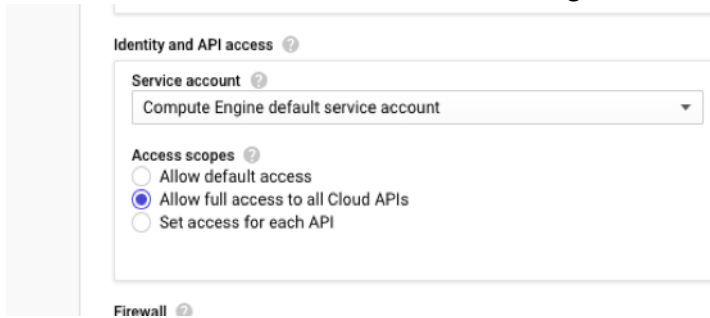 Identity and API access
Service account
Compute Engine default service account
Access scopes
Allow default access
Allow full access to all Cloud APIs
Set access for each API
Firewall